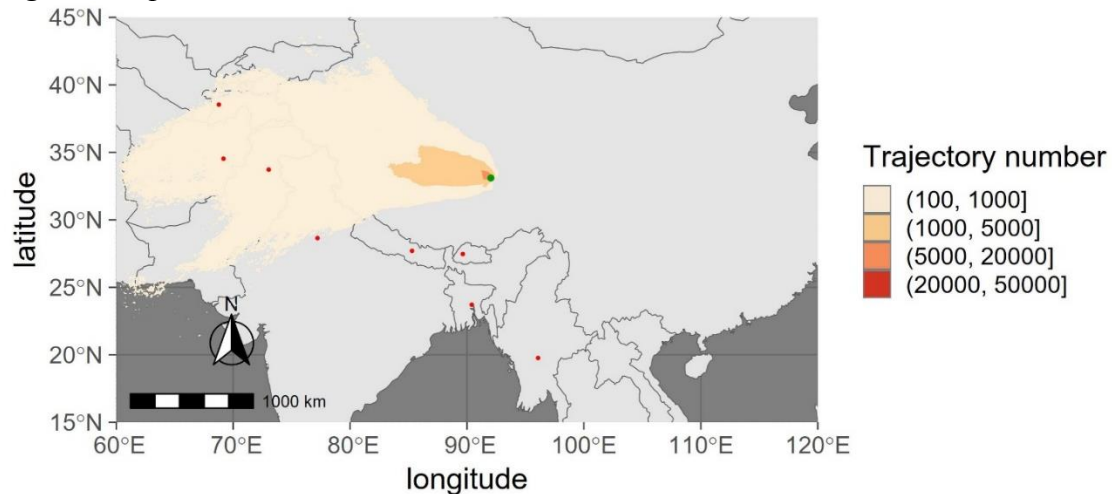 45°N
40°N
35°N
30°N
25°N
20°N
15°N
latitude
N
1000 km
60°E 70°E 80°E 90°E 100°E 110°E 120°E
longitude
Trajectory number
(100, 1000]
(1000, 5000]
(5000, 20000]
(20000, 50000]